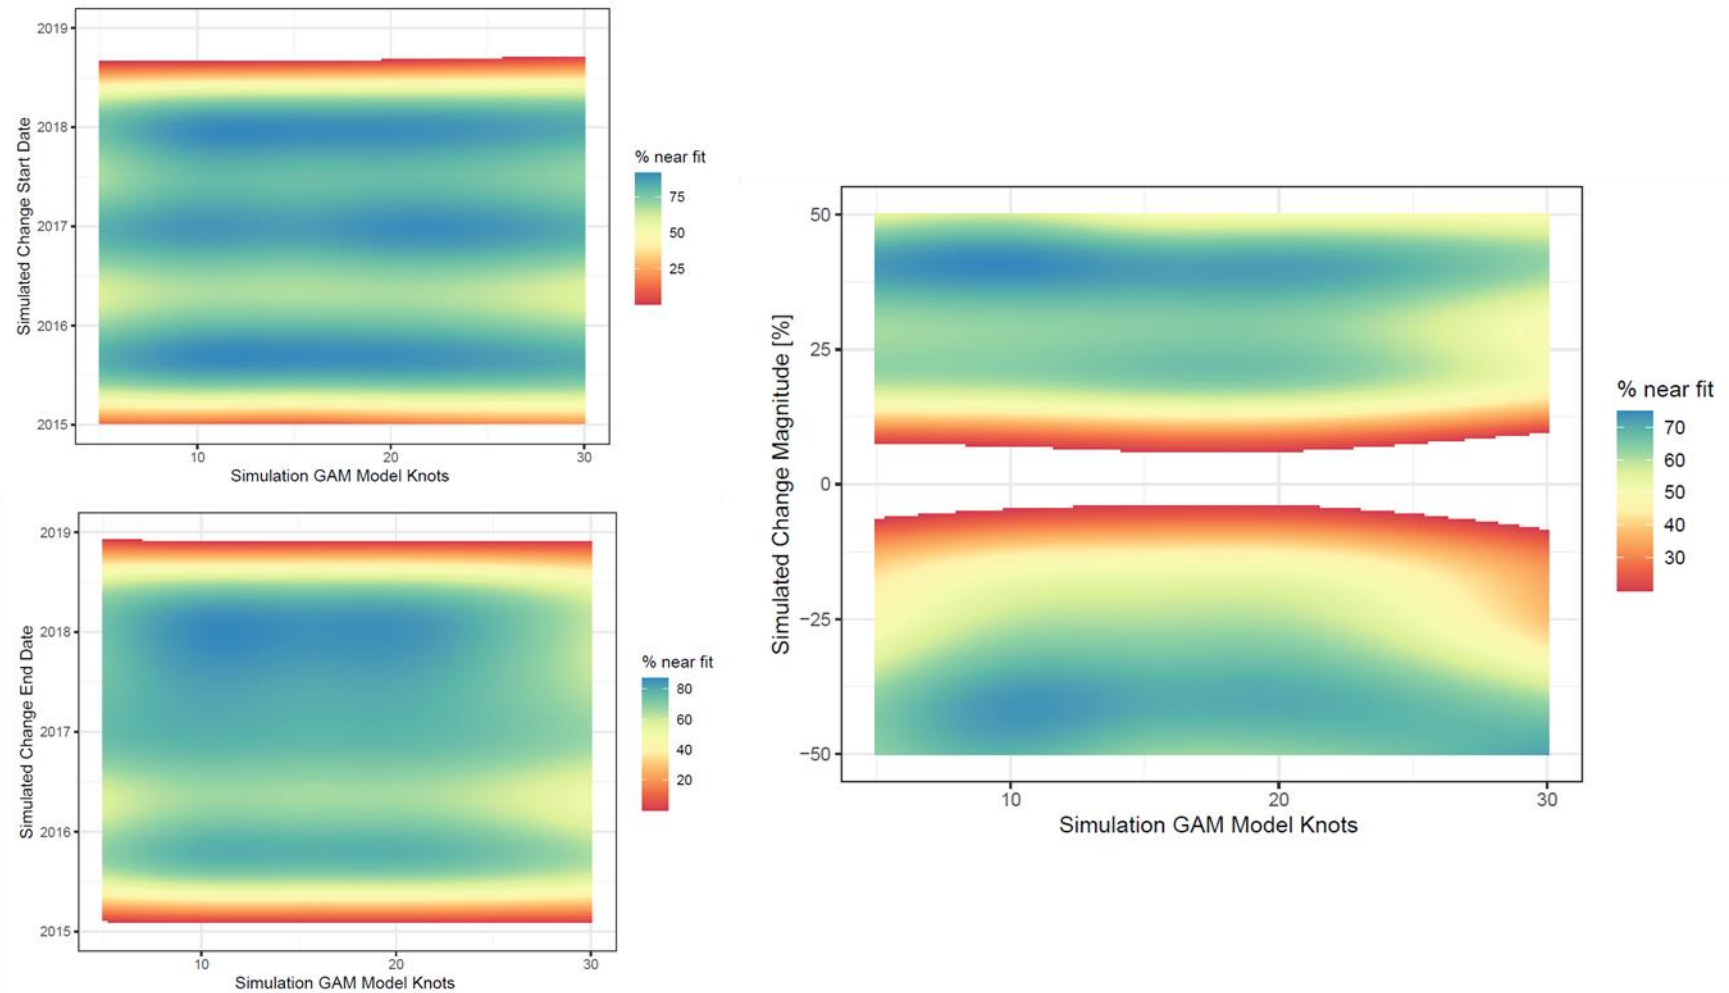 Simulated Change Start Date
2019
2018
2017
2016
2015
10 20 30
Simulation GAM Model Knots
% near fit
75
50
25
Simulated Change End Date
2019
2018
2017
2016
2015
10 20 30
Simulation GAM Model Knots
% near fit
80
60
40
20
Simulated Change Magnitude [%]
50
25
0
−25
−50
10 20 30
Simulation GAM Model Knots
% near fit
70
60
50
40
30